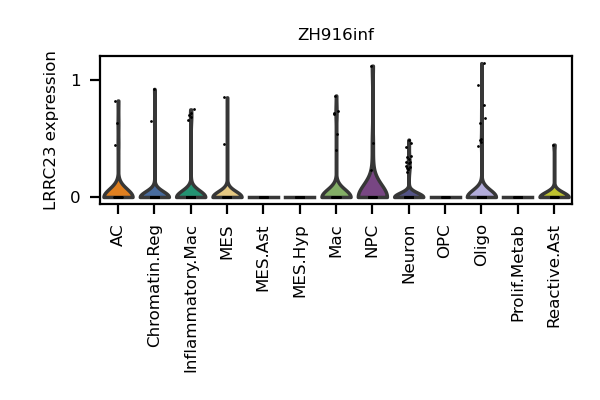 ZH916inf
LRRC23 expression
1
0
AC
Chromatin.Reg
Inflammatory.Mac
MES
MES.Ast
MES.Hyp
Mac
NPC
Neuron
OPC
Oligo
Prolif.Metab
Reactive.Ast